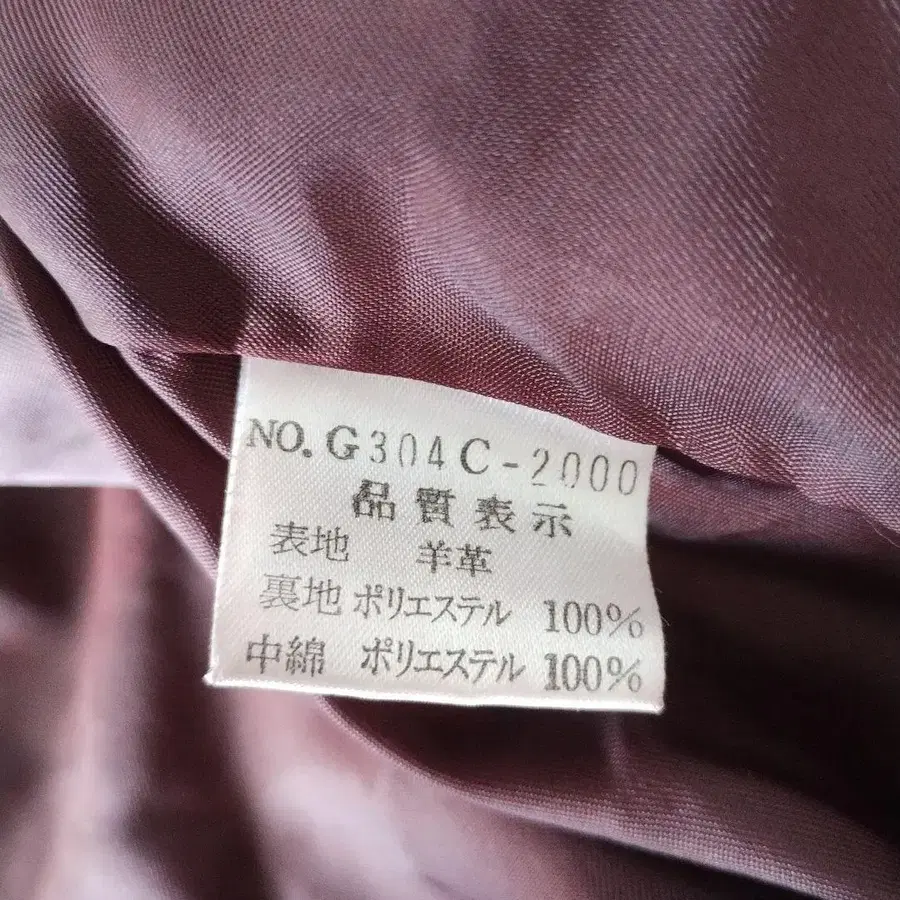 NO. G304C-2000
品質表示
表地 羊革
裏地 ポリエステル 100%
中綿 ポリエステル 100%